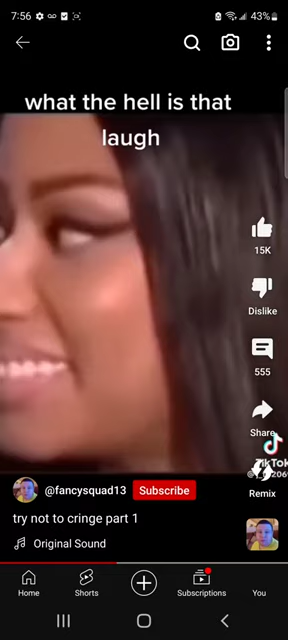 7:56
43%
what the hell is that
laugh
15K
Dislike
555
Share
TikTok
@fancysquad13 Subscribe
Remix
try not to cringe part 1
Original Sound
Home Shorts Subscriptions You